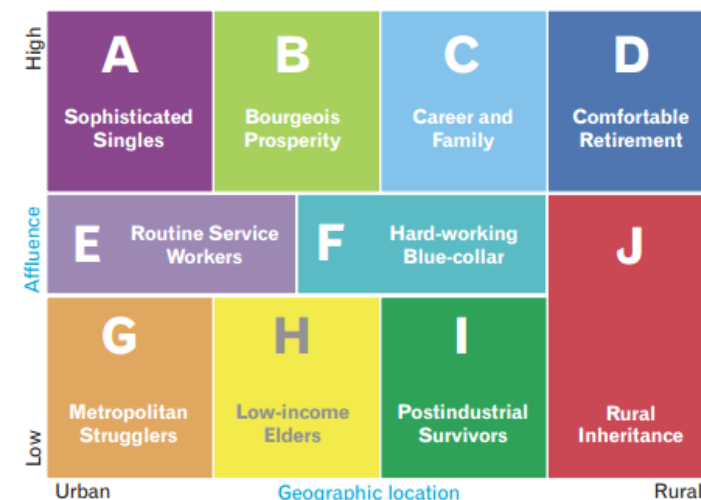 High
A
B
C
D
Sophisticated
Singles
Bourgeois
Prosperity
Career and
Family
Comfortable
Retirement
Affluence
E
Routine Service
Workers
F
Hard-working
Blue-collar
J
G
H
I
Metropolitan
Strugglers
Low-income
Elders
Postindustrial
Survivors
Rural
Inheritance
Low
Urban
Geographic location
Rural